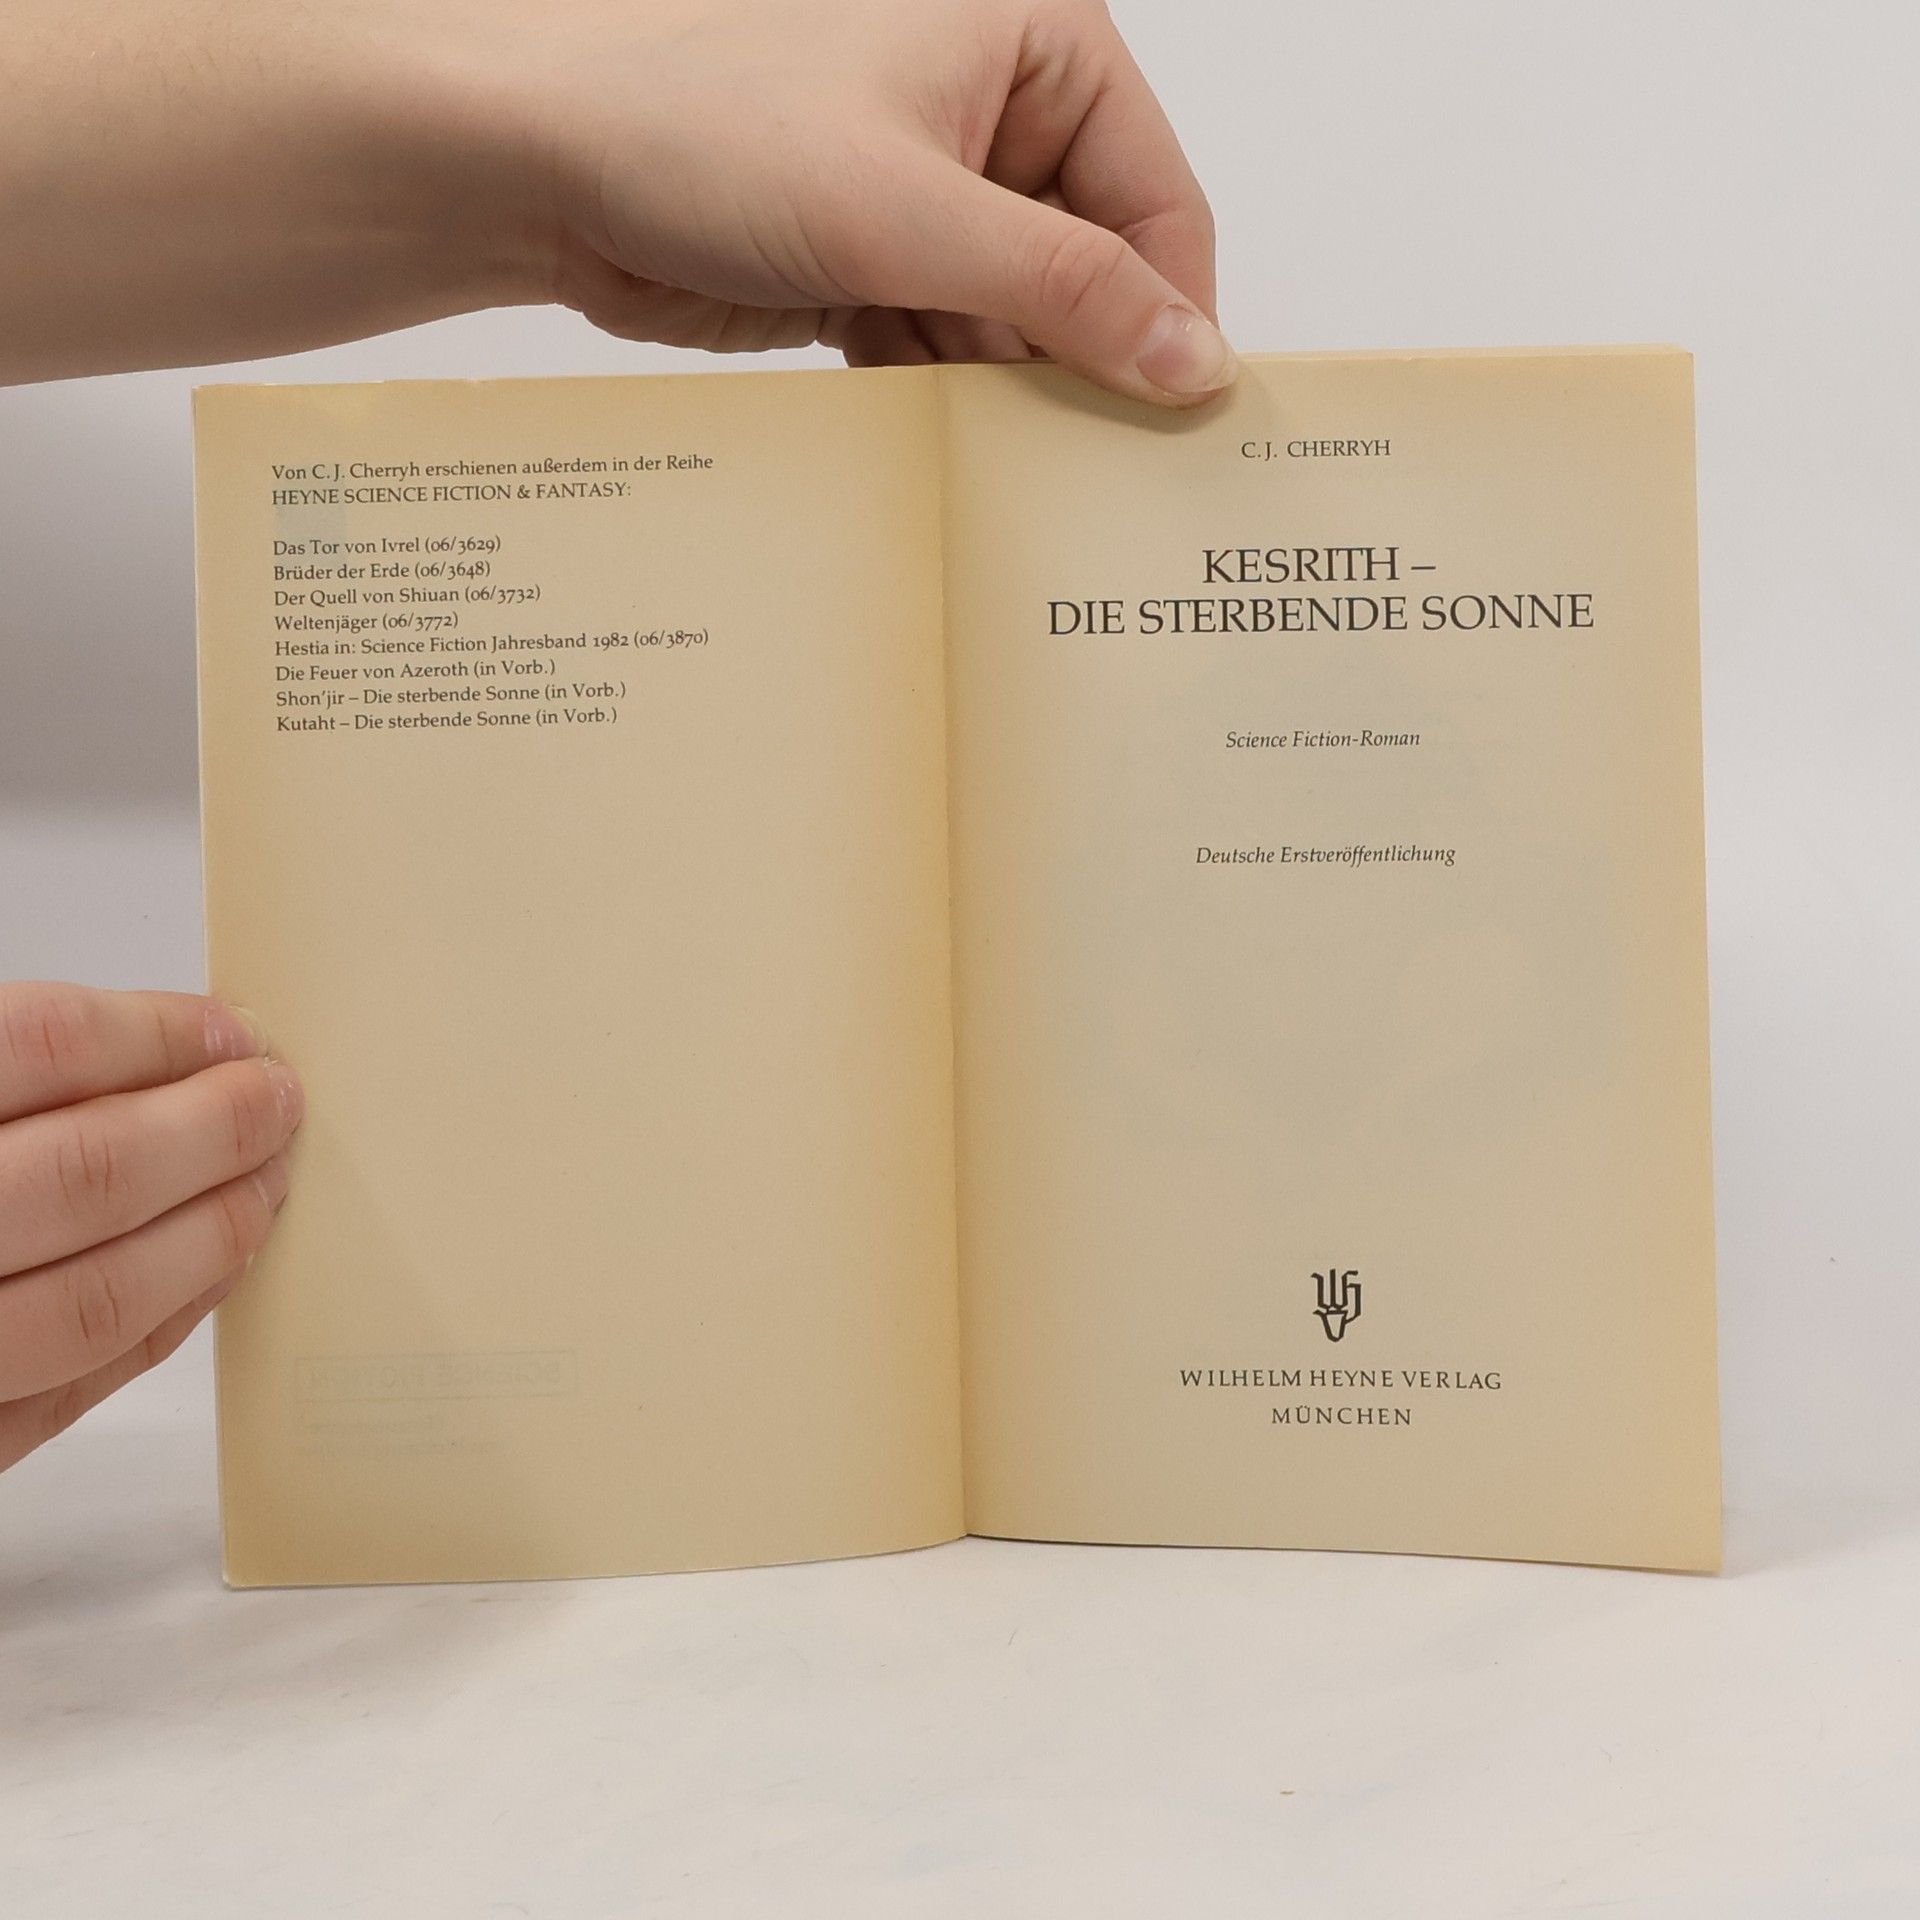 Von C. J. Cherryh erschienen außerdem in der Reihe
HEYNE SCIENCE FICTION & FANTASY:
Das Tor von Ivrel (06/3629)
Brüder der Erde (06/3648)
Der Quell von Shiuan (06/3732)
Weltenjäger (06/3772)
Hestia in: Science Fiction Jahresband 1982 (06/3870)
Die Feuer von Azeroth (in Vorb.)
Shon'jir – Die sterbende Sonne (in Vorb.)
Kutaht – Die sterbende Sonne (in Vorb.)
C. J. CHERRYH
KESRITH –
DIE STERBENDE SONNE
Science Fiction-Roman
Deutsche Erstveröffentlichung
WILHELM HEYNE VERLAG
MÜNCHEN